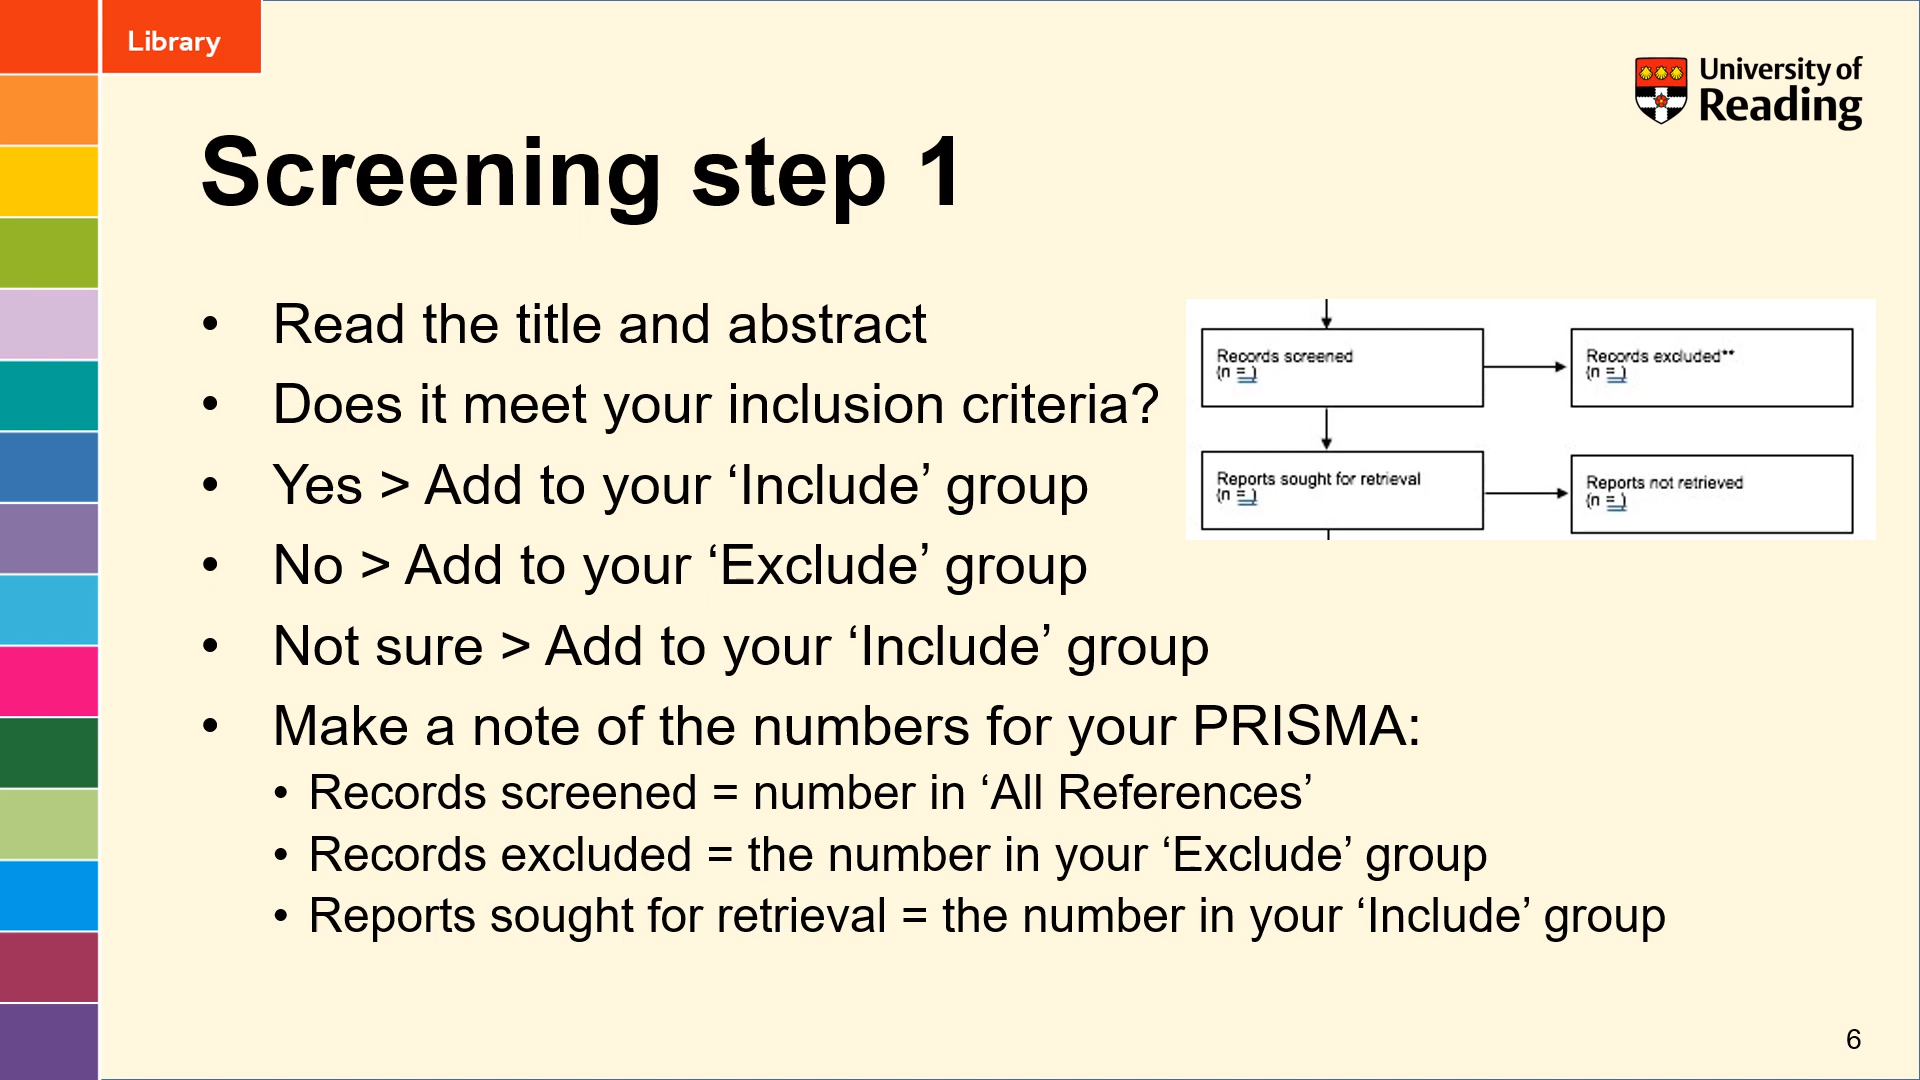 Library
University of
Reading
Screening step 1
• Read the title and abstract
• Does it meet your inclusion criteria?
• Yes > Add to your ‘Include’ group
• No > Add to your ‘Exclude’ group
• Not sure > Add to your ‘Include’ group
• Make a note of the numbers for your PRISMA:
• Records screened = number in ‘All References’
• Records excluded = the number in your ‘Exclude’ group
• Reports sought for retrieval = the number in your ‘Include’ group
Records screened
(n = )
Records excluded**
(n = )
Reports sought for retrieval
(n = )
Reports not retrieved
(n = )
6